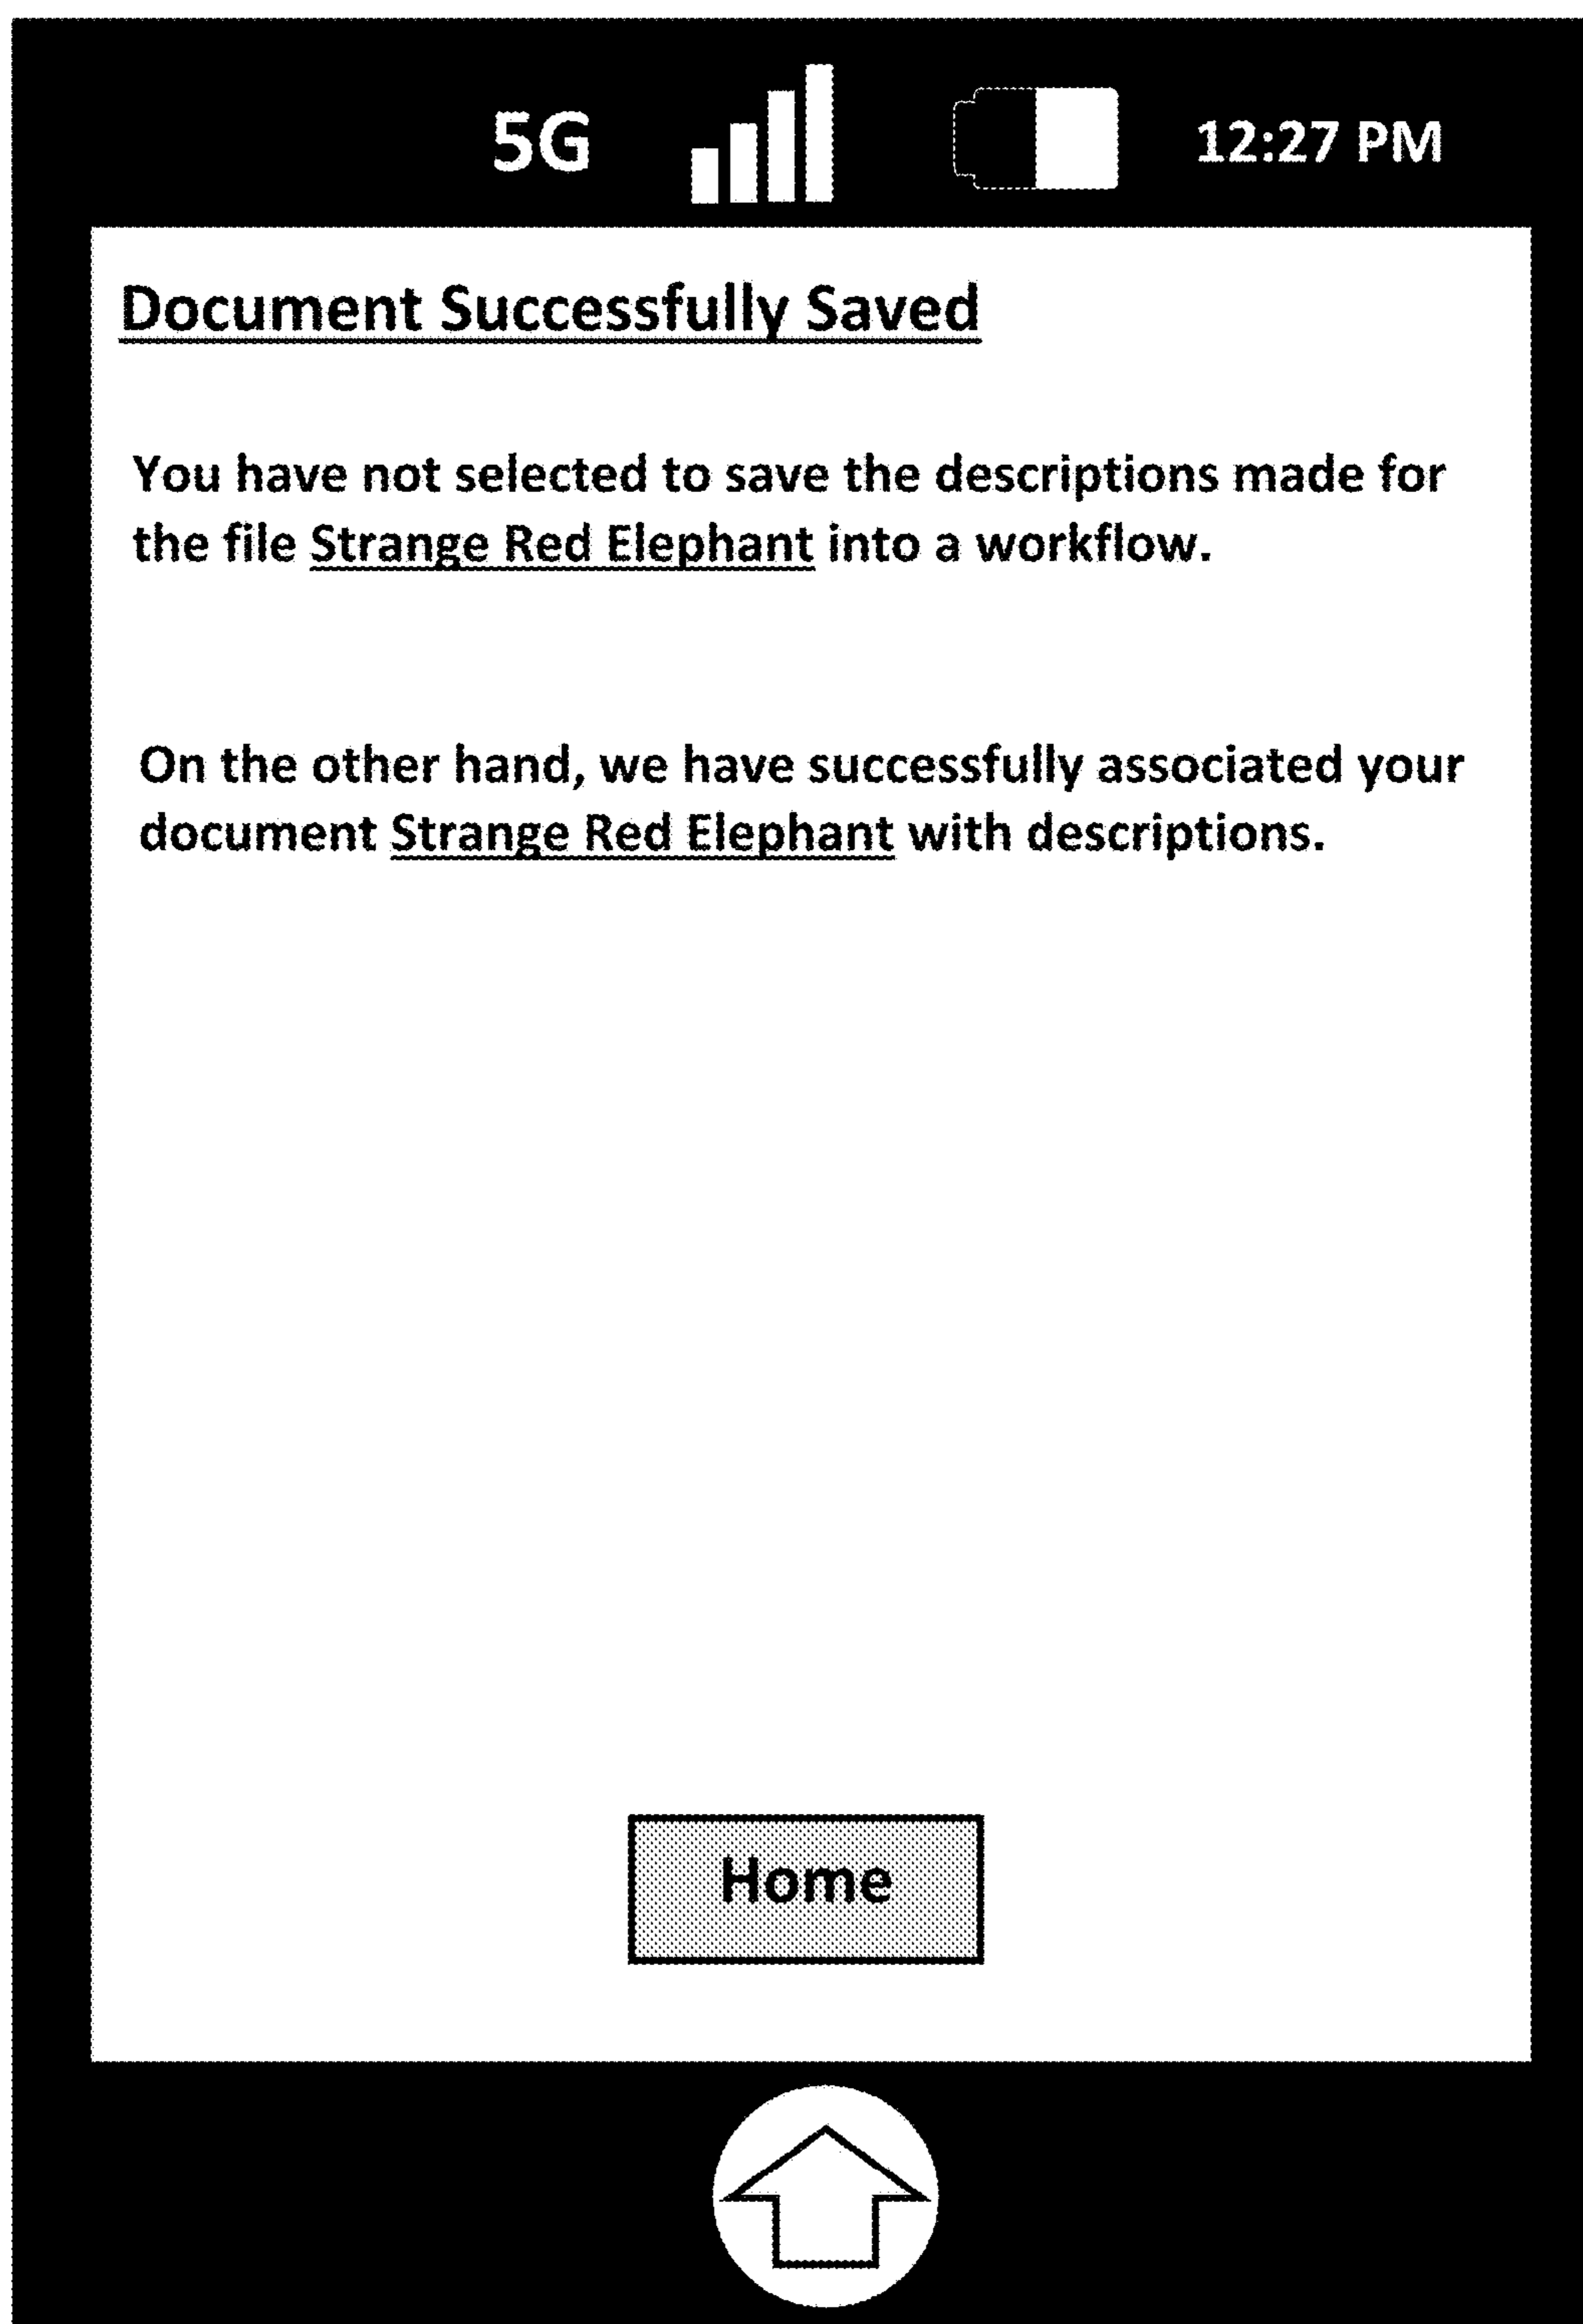 5G 12:27 PM
Document Successfully Saved
You have not selected to save the descriptions made for
the file Strange Red Elephant into a workflow.
On the other hand, we have successfully associated your
document Strange Red Elephant with descriptions.
Home